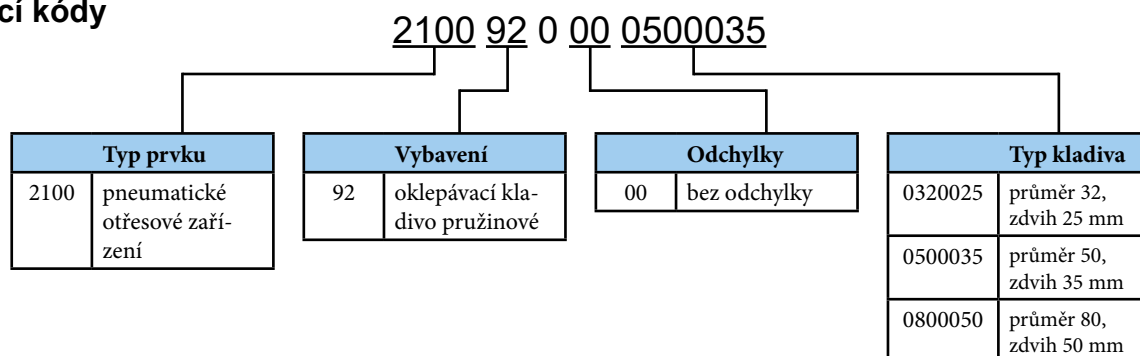 cí kódy
2100 92 0 00 0500035
Typ prvku
2100 pneumatické
otřesové zaří-
zení
Vybavení
92 oklepávací kla-
divo pružinové
Odchylky
00 bez odchylky
Typ kladiva
0320025 průměr 32,
zdvih 25 mm
0500035 průměr 50,
zdvih 35 mm
0800050 průměr 80,
zdvih 50 mm